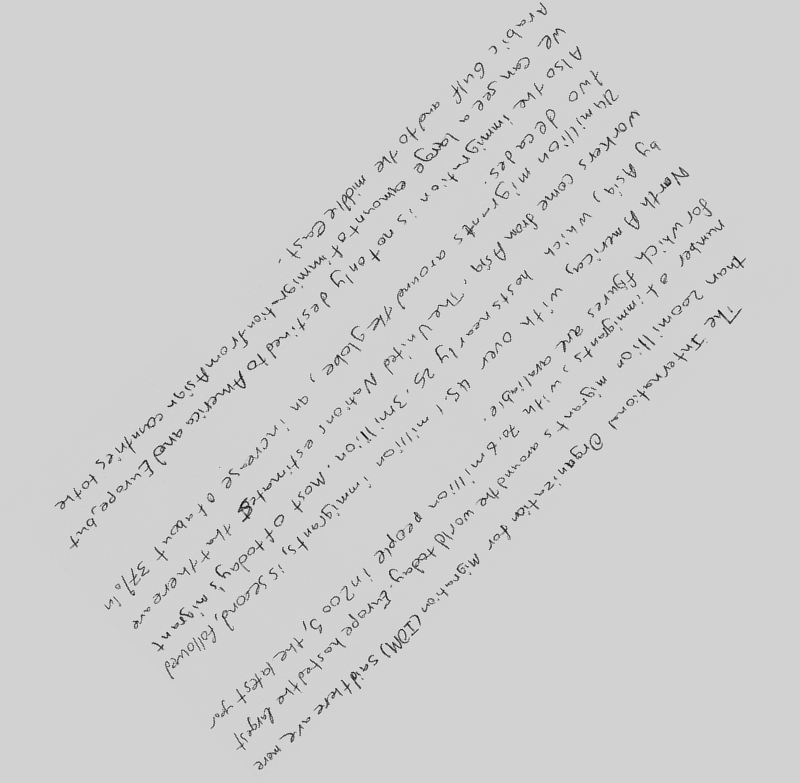 The International Organization for Migration (IOM) said there are more
than 200 million migrants around the world today. Europe hosted the largest
number of immigrants, with 70.6 million people in 2005, the latest year
for which figures are avaliable.
North America, with over 45.1 million immigrants, is second, followed
by Asia, which hosts nearly 25.3 million. Most of today's migrant
workers come from Asia. The United Nations estimates that there are
214 million migrants around the globe, an increase of about 37% in
two decades.
Also the immigration is not only destined to America and Europe, but
we can see a large amount of immigration from Asian countries to the
Arabic Gulf and to the middle east.